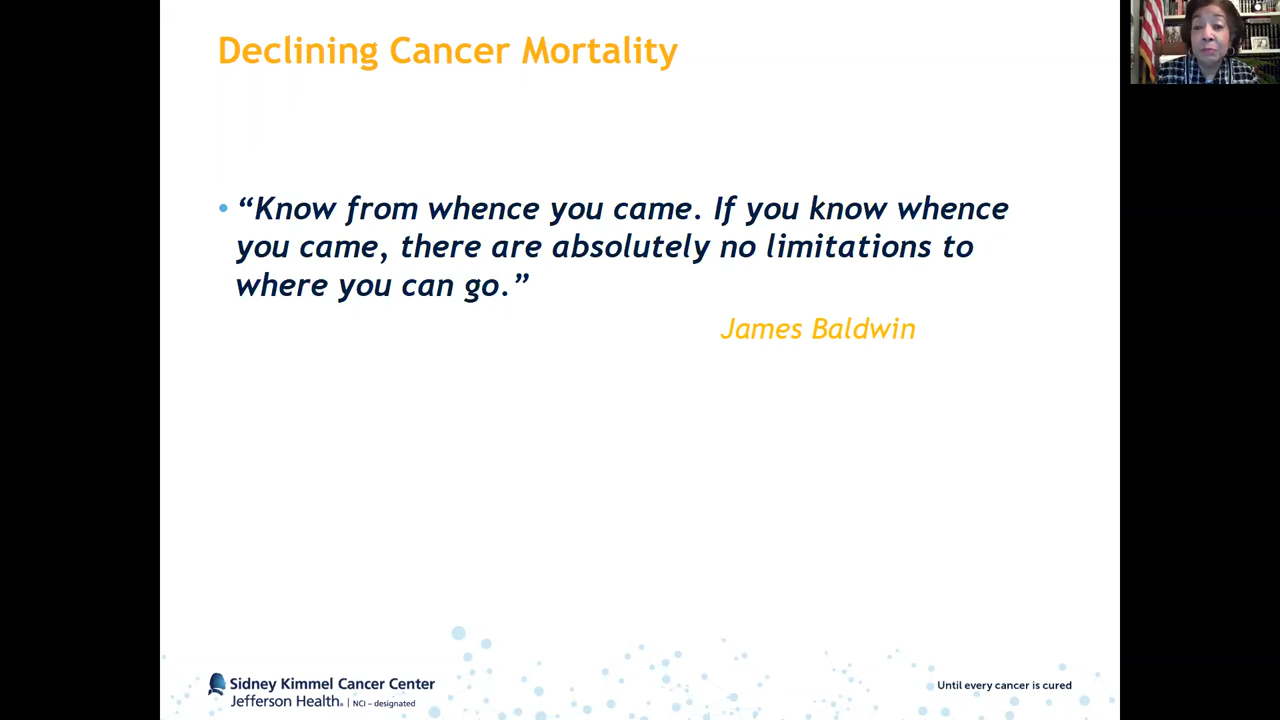 Declining Cancer Mortality
• “Know from whence you came. If you know whence
you came, there are absolutely no limitations to
where you can go.”
James Baldwin
Sidney Kimmel Cancer Center
Jefferson Health. | NCI – designated
Until every cancer is cured